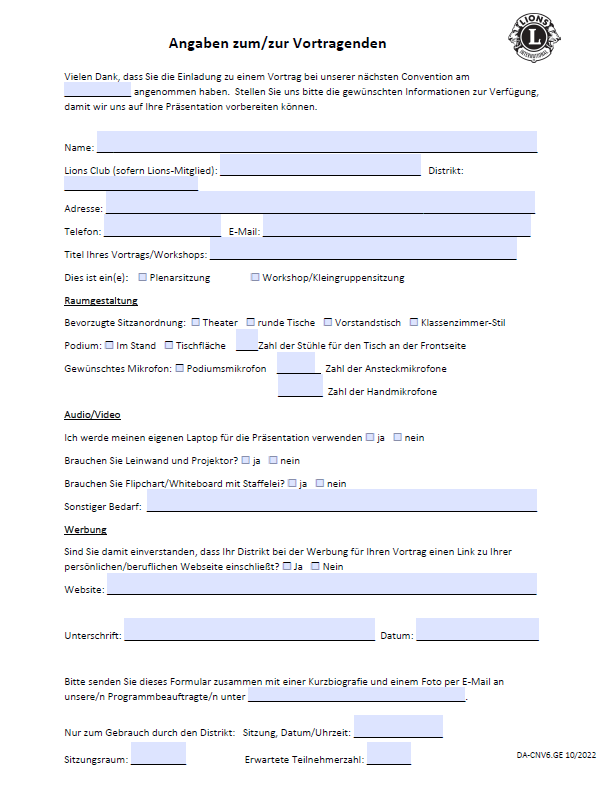 LIONS
L
INTERNATIONAL
Angaben zum/zur Vortragenden
Vielen Dank, dass Sie die Einladung zu einem Vortrag bei unserer nächsten Convention am
angenommen haben. Stellen Sie uns bitte die gewünschten Informationen zur Verfügung,
damit wir uns auf Ihre Präsentation vorbereiten können.
Name:
Lions Club (sofern Lions-Mitglied): Distrikt:
Adresse:
Telefon: E-Mail:
Titel Ihres Vortrags/Workshops:
Dies ist ein(e): Plenarsitzung Workshop/Kleingruppensitzung
Raumgestaltung
Bevorzugte Sitzanordnung: Theater runde Tische Vorstandstisch Klassenzimmer-Stil
Podium: Im Stand Tischfläche Zahl der Stühle für den Tisch an der Frontseite
Gewünschtes Mikrofon: Podiumsmikrofon Zahl der Ansteckmikrofone
Zahl der Handmikrofone
Audio/Video
Ich werde meinen eigenen Laptop für die Präsentation verwenden ja nein
Brauchen Sie Leinwand und Projektor? ja nein
Brauchen Sie Flipchart/Whiteboard mit Staffelei? ja nein
Sonstiger Bedarf:
Werbung
Sind Sie damit einverstanden, dass Ihr Distrikt bei der Werbung für Ihren Vortrag einen Link zu Ihrer
persönlichen/beruflichen Webseite einschließt? Ja Nein
Website:
Unterschrift: Datum:
Bitte senden Sie dieses Formular zusammen mit einer Kurzbiografie und einem Foto per E-Mail an
unsere/n Programmbeauftragte/n unter .
Nur zum Gebrauch durch den Distrikt: Sitzung, Datum/Uhrzeit:
Sitzungsraum: Erwartete Teilnehmerzahl:
DA-CNV6.GE 10/2022